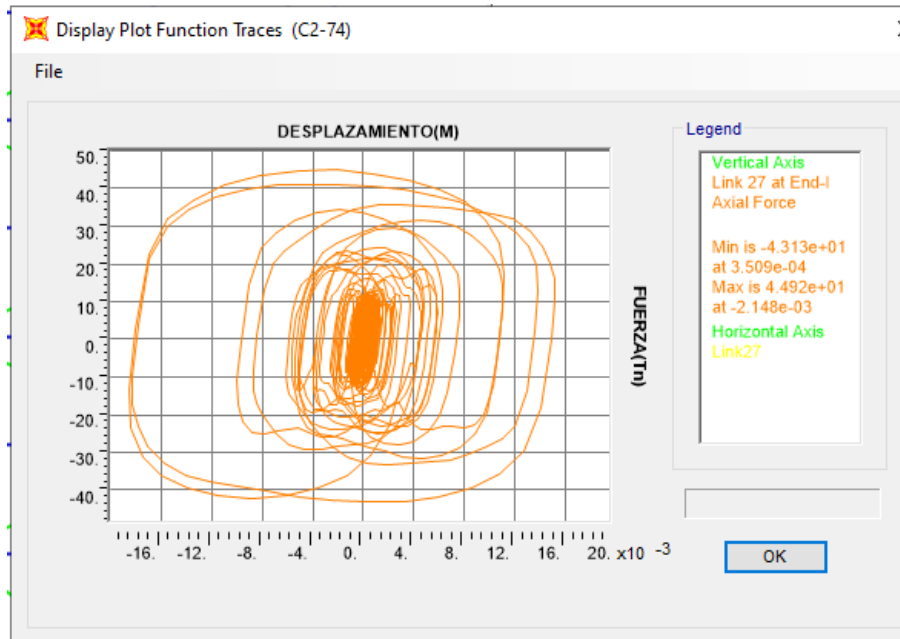 Display Plot Function Traces (C2-74)
File
DESPLAZAMIENTO(M)
50.
40.
30.
20.
10.
0.
-10.
-20.
-30.
-40.
-16. -12. -8. -4. 0. 4. 8. 12. 16. 20. x10 -3
FUERZA(Tn)
Legend
Vertical Axis
Link 27 at End-I
Axial Force
Min is -4.313e+01
at 3.509e-04
Max is 4.492e+01
at -2.148e-03
Horizontal Axis
Link27
OK